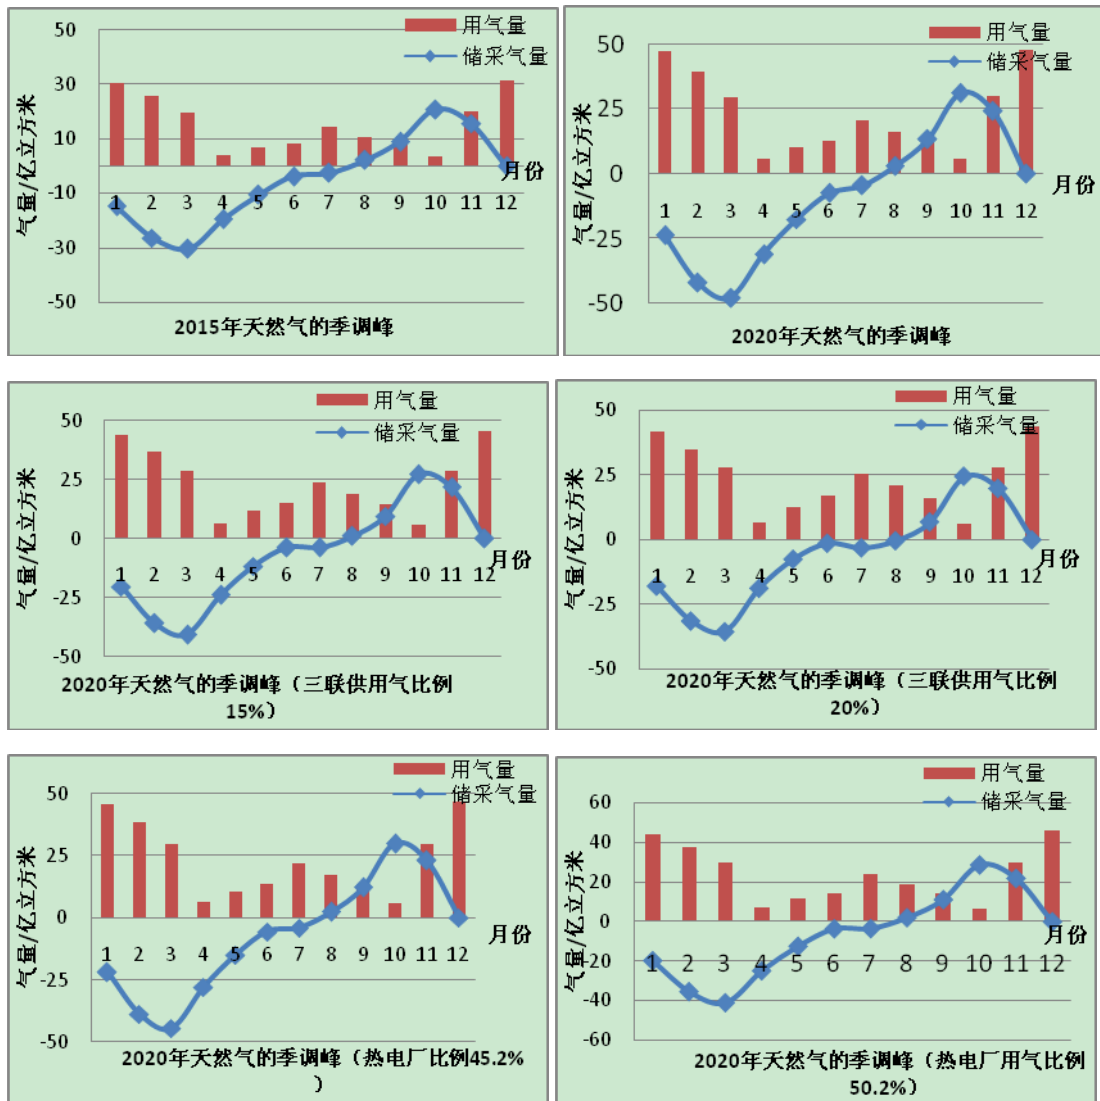 50
30
10
-10
-30
-50
气量/亿立方米
用气量
储采气量
1 2 3 4 5 6 7 8 9 10 11 12
月份
2015年天然气的季调峰
50
25
0
-25
-50
气量/亿立方米
用气量
储采气量
1 2 3 4 5 6 7 8 9 10 11 12
月份
2020年天然气的季调峰
50
25
0
-25
-50
气量/亿立方米
用气量
储采气量
1 2 3 4 5 6 7 8 9 10 11 12
月份
2020年天然气的季调峰（三联供用气比例
15%）
50
25
0
-25
-50
气量/亿立方米
用气量
储采气量
1 2 3 4 5 6 7 8 9 10 11 12
月份
2020年天然气的季调峰（三联供用气比例
20%）
50
25
0
-25
-50
气量/亿立方米
用气量
储采气量
1 2 3 4 5 6 7 8 9 10 11 12
月份
2020年天然气的季调峰（热电厂比例45.2%
）
60
40
20
0
-20
-40
-60
气量/亿立方米
用气量
储采气量
1 2 3 4 5 6 7 8 9 10 11 12
月份
2020年天然气的季调峰（热电厂用气比例
50.2%）